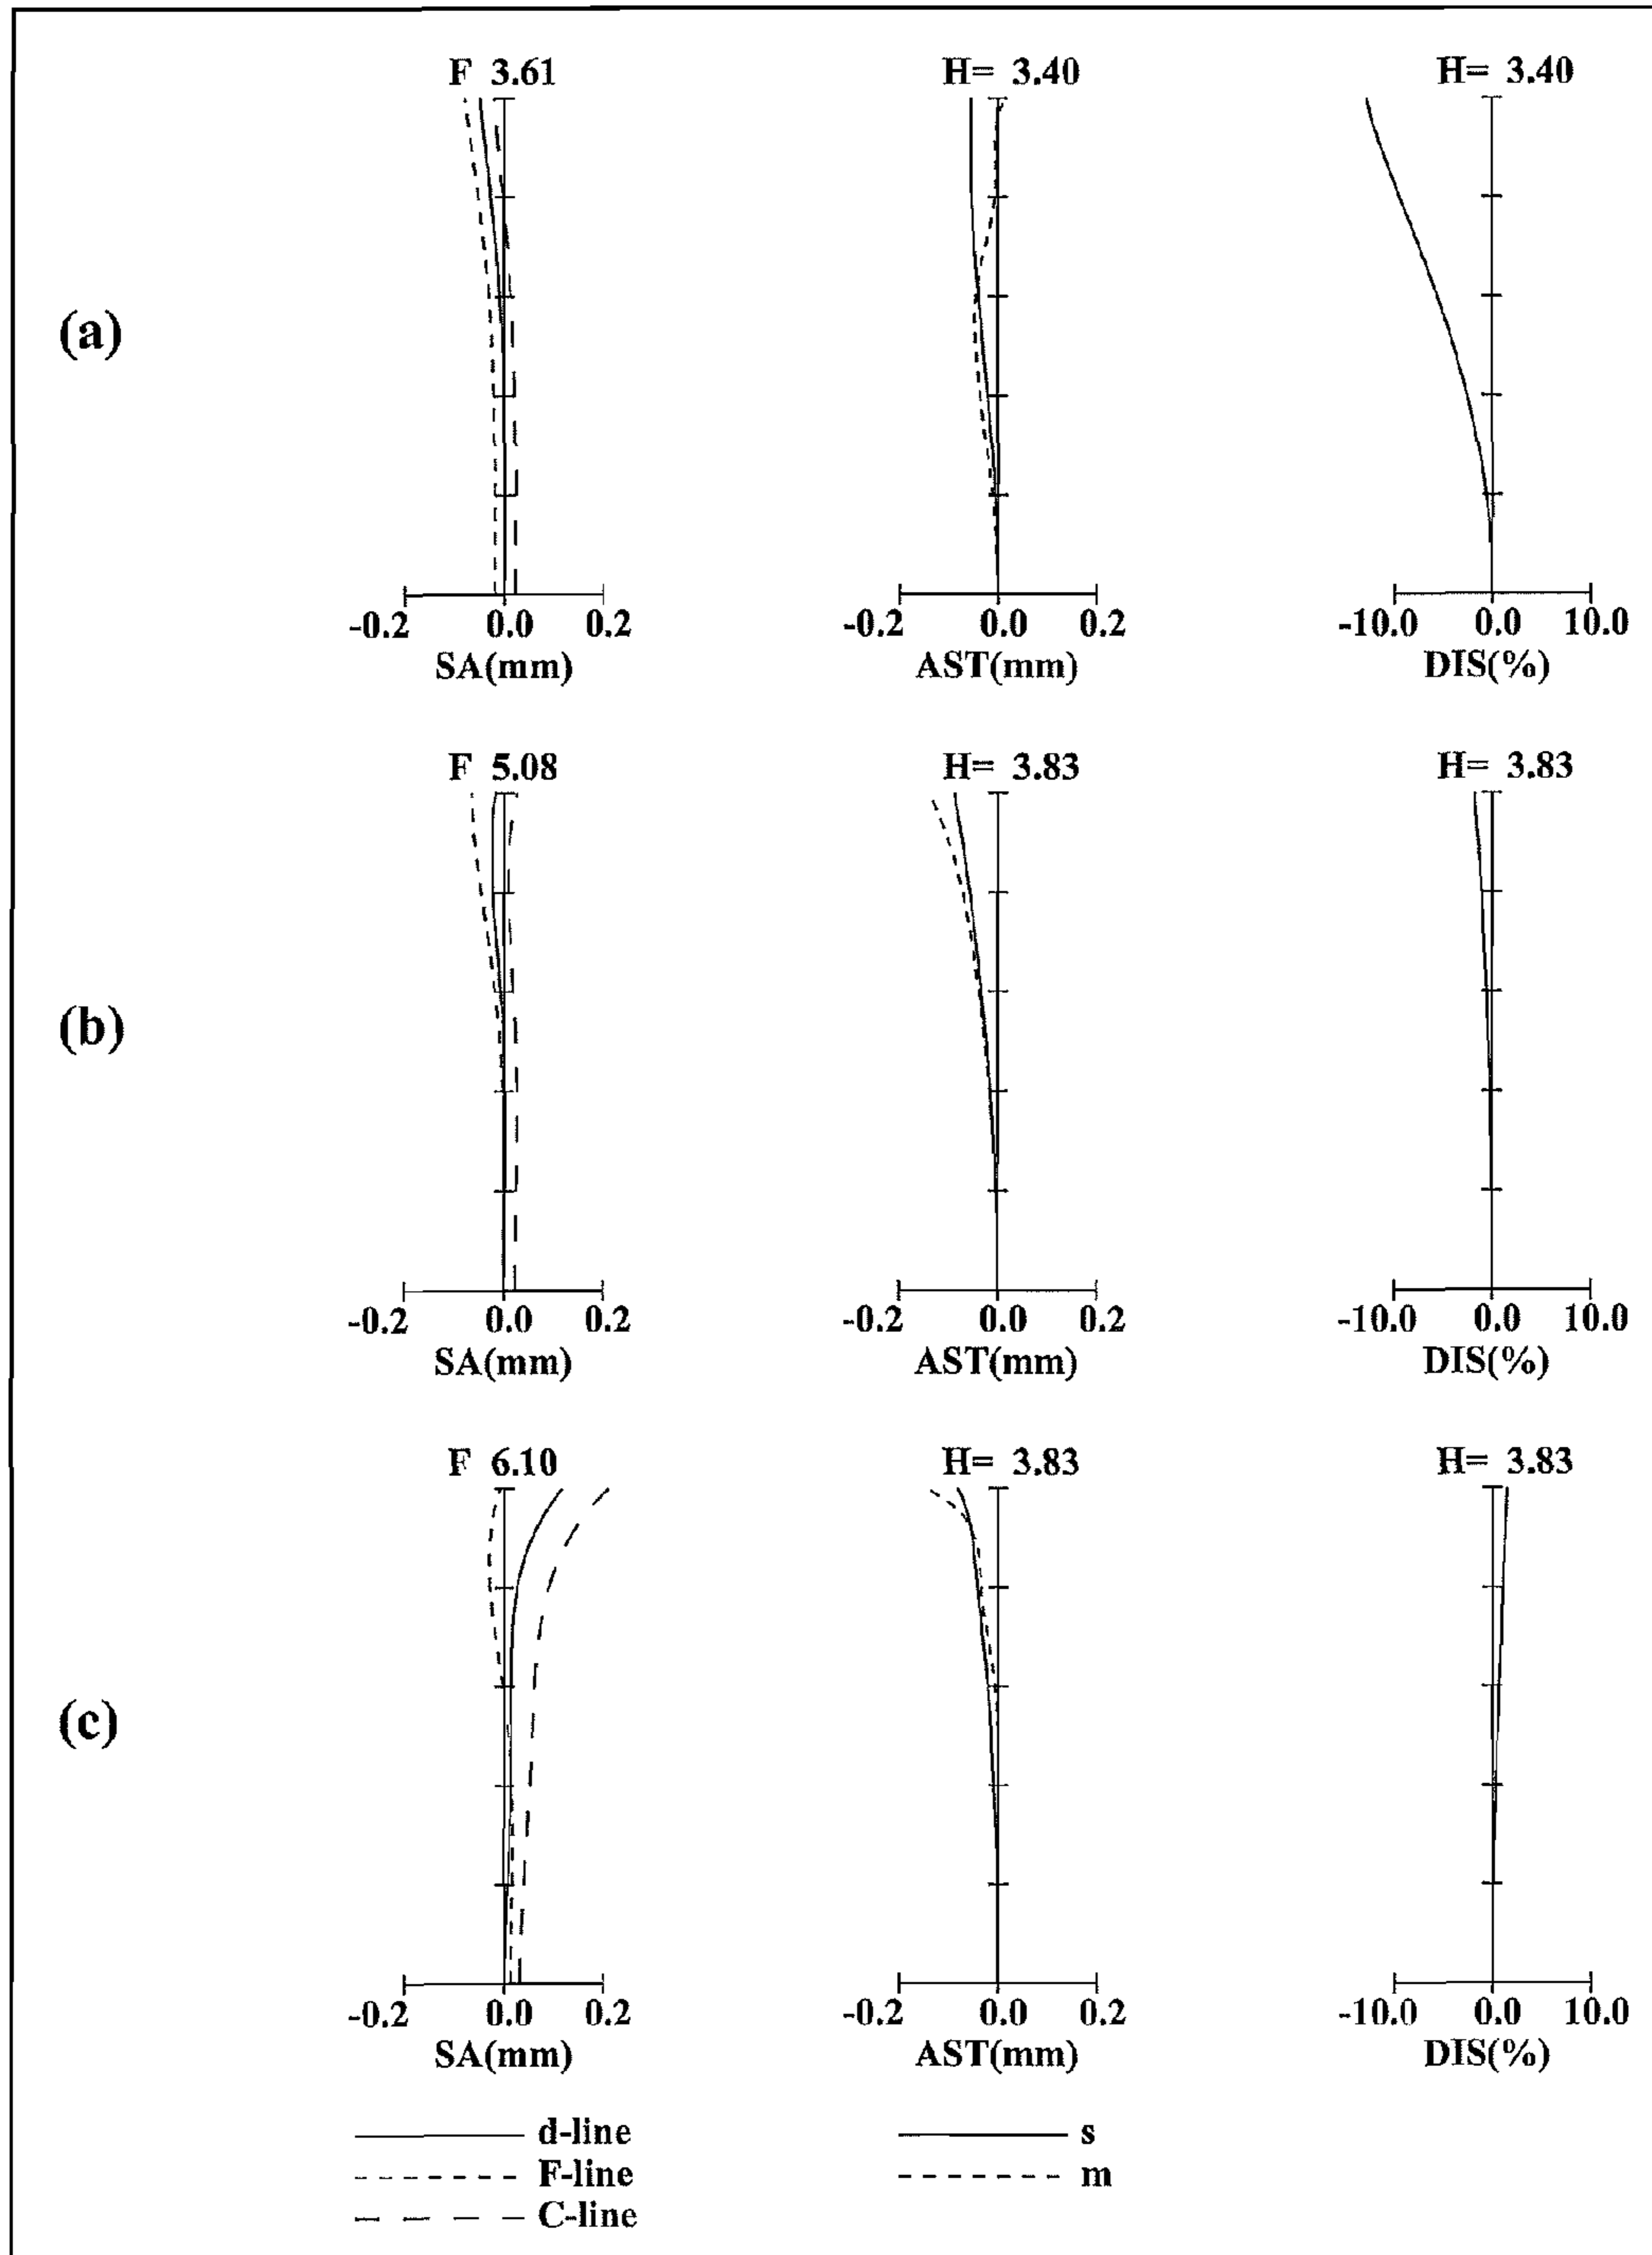 F 3.61 H= 3.40 H= 3.40
(a)
-0.2 0.0 0.2 -0.2 0.0 0.2 -10.0 0.0 10.0
SA(mm) AST(mm) DIS(%)
F 5.08 H= 3.83 H= 3.83
(b)
-0.2 0.0 0.2 -0.2 0.0 0.2 -10.0 0.0 10.0
SA(mm) AST(mm) DIS(%)
F 6.10 H= 3.83 H= 3.83
(c)
-0.2 0.0 0.2 -0.2 0.0 0.2 -10.0 0.0 10.0
SA(mm) AST(mm) DIS(%)
d-line s
F-line m
C-line